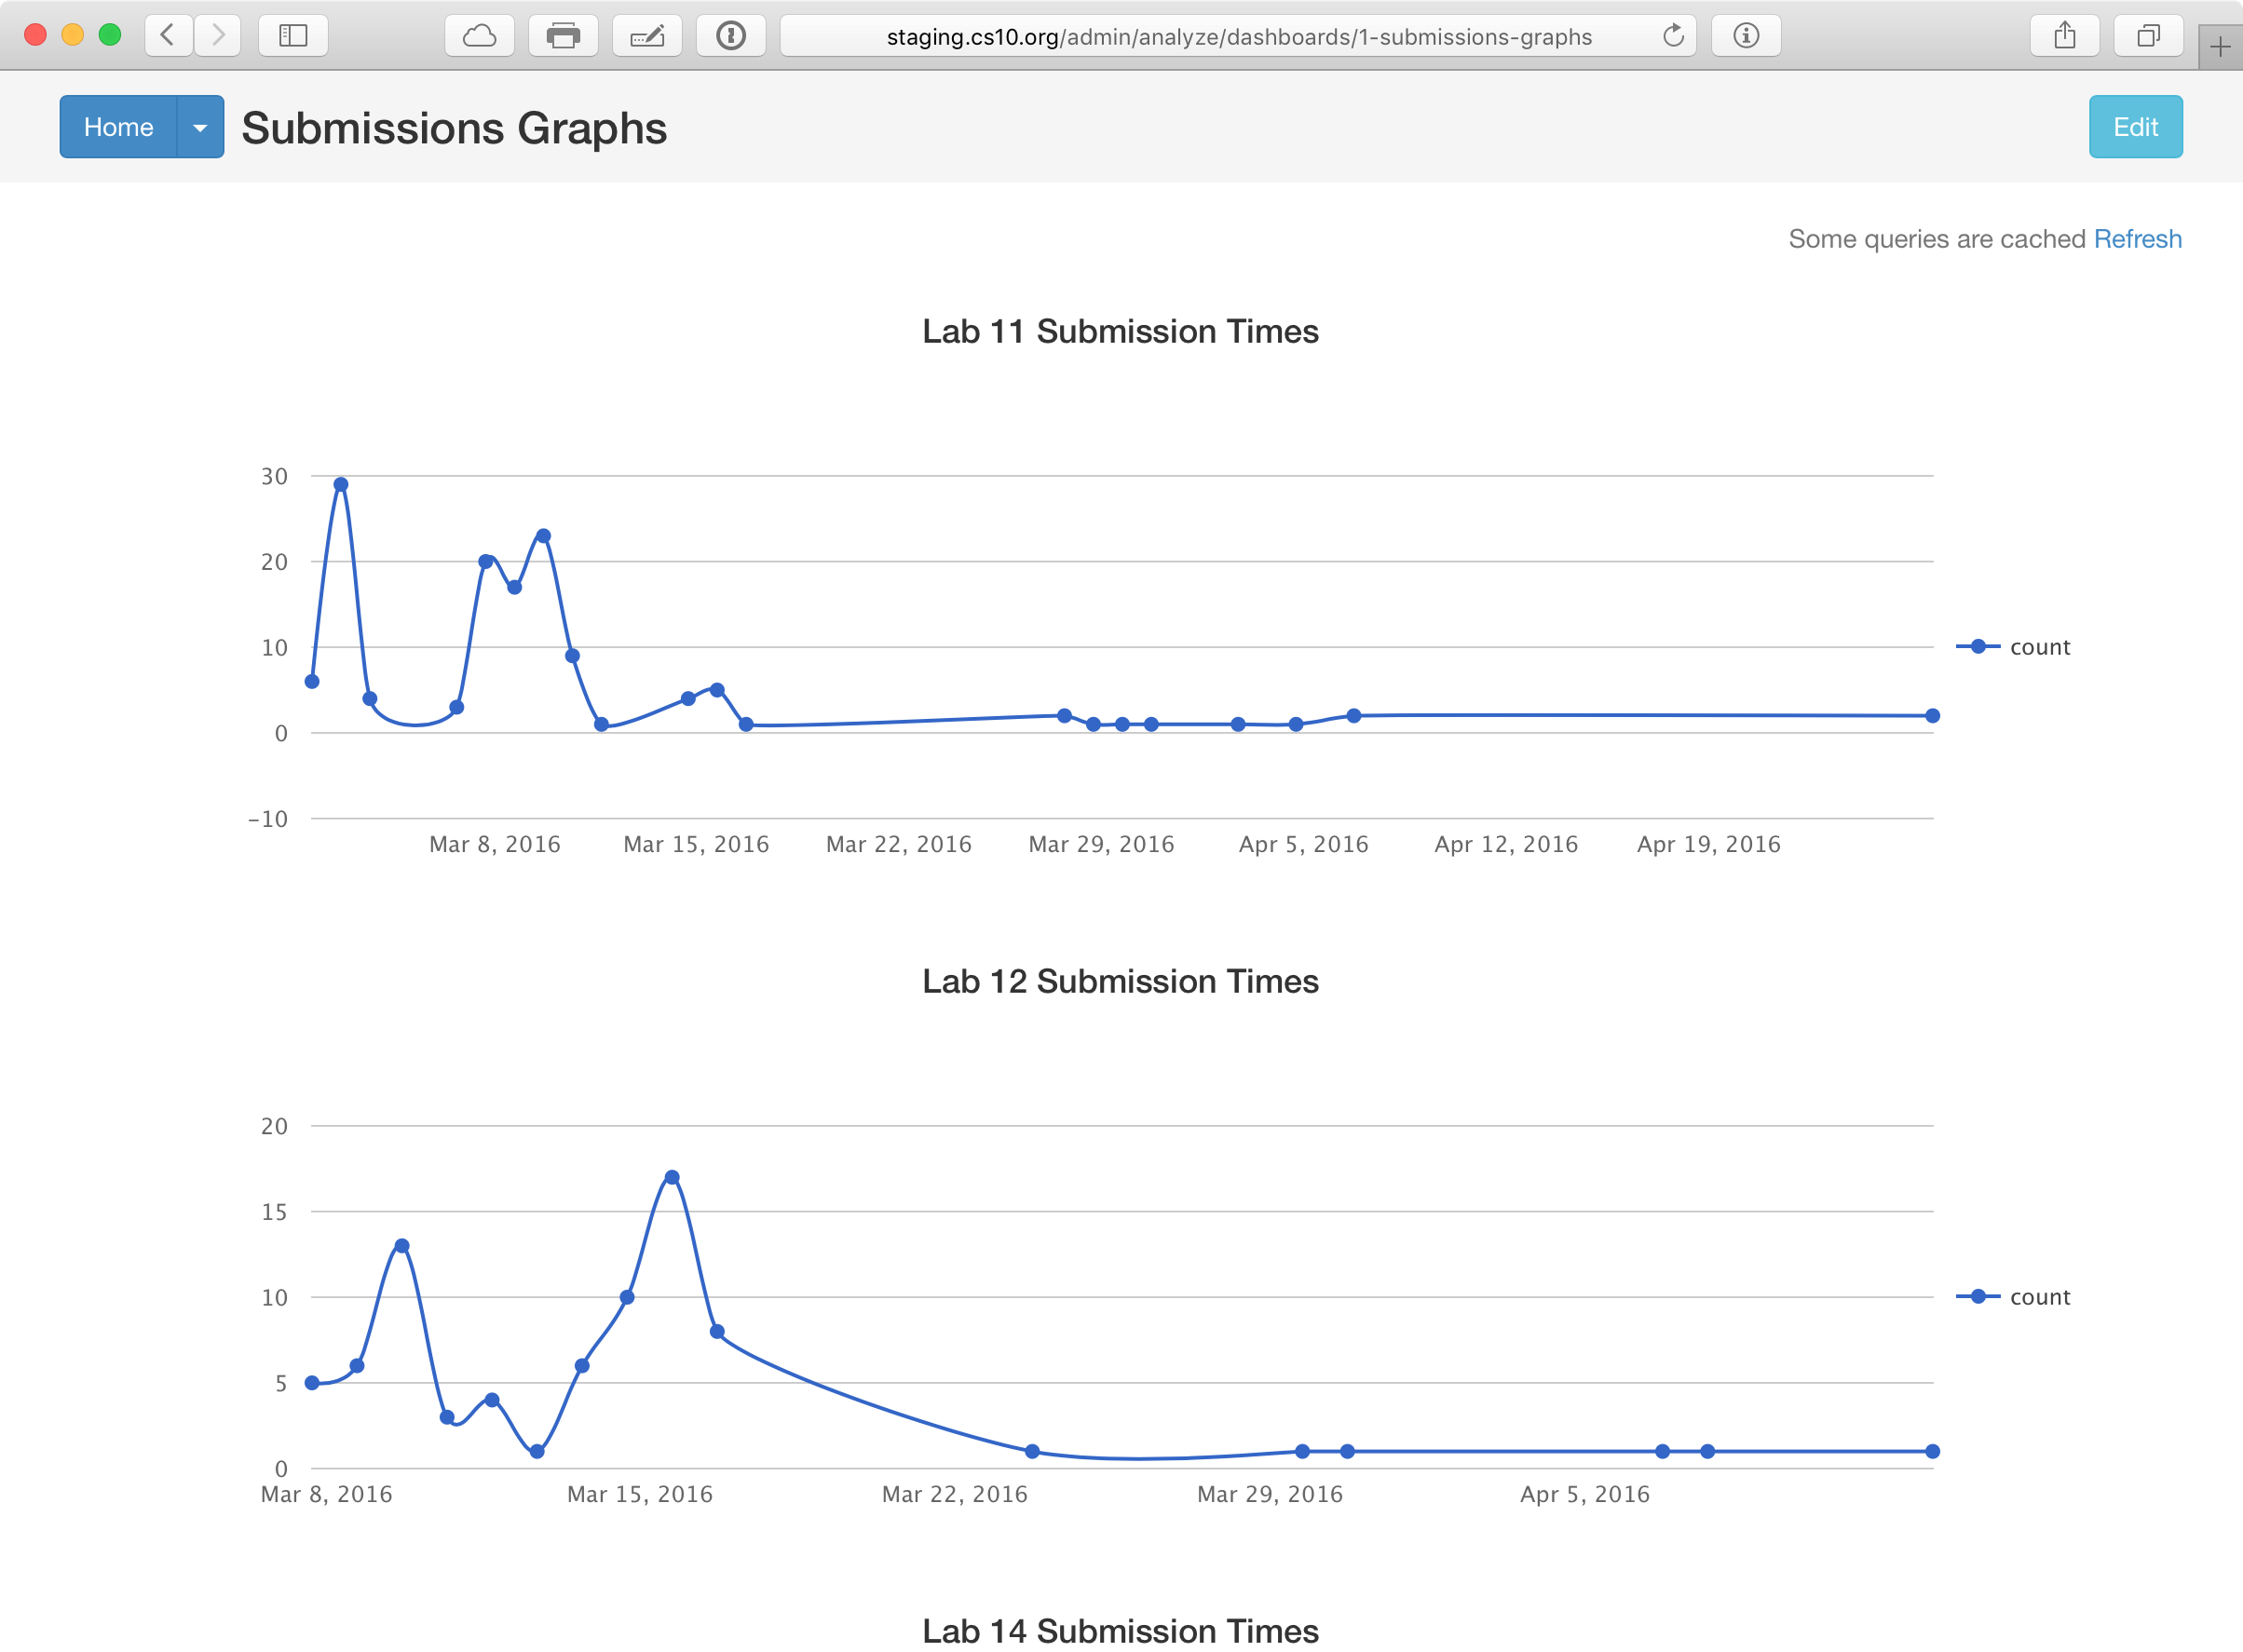 staging.cs10.org/admin/analyze/dashboards/1-submissions-graphs
Home Submissions Graphs Edit
Some queries are cached Refresh
Lab 11 Submission Times
30
20
10
0
−10
count
Mar 8, 2016 Mar 15, 2016 Mar 22, 2016 Mar 29, 2016 Apr 5, 2016 Apr 12, 2016 Apr 19, 2016
Lab 12 Submission Times
20
15
10
5
0
count
Mar 8, 2016 Mar 15, 2016 Mar 22, 2016 Mar 29, 2016 Apr 5, 2016
Lab 14 Submission Times